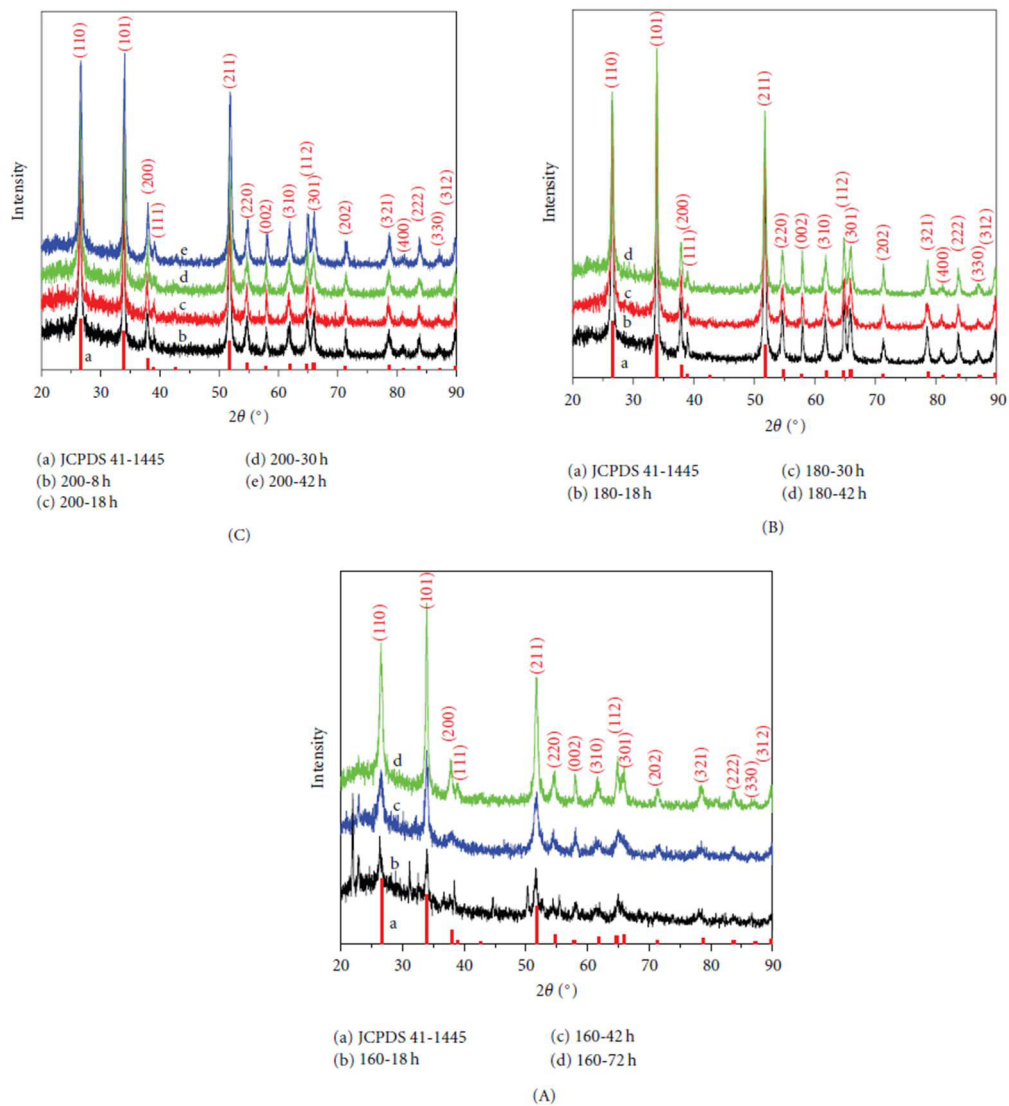 (110)
(101)
(200)
(111)
(211)
(220)
(002)
(310)
(112)
(301)
(202)
(321)
(400)
(222)
(330)
(312)
Intensity
e
d
c
b
a
20 30 40 50 60 70 80 90
2θ (°)
(a) JCPDS 41-1445 (d) 200-30 h
(b) 200-8 h (e) 200-42 h
(c) 200-18 h
(C)
(110)
(101)
(200)
(111)
(211)
(220)
(002)
(310)
(112)
(301)
(202)
(321)
(400)
(222)
(330)
(312)
Intensity
d
c
b
a
20 30 40 50 60 70 80 90
2θ (°)
(a) JCPDS 41-1445 (c) 180-30 h
(b) 180-18 h (d) 180-42 h
(B)
(110)
(101)
(200)
(111)
(211)
(220)
(002)
(310)
(112)
(301)
(202)
(321)
(222)
(330)
(312)
Intensity
d
c
b
a
20 30 40 50 60 70 80 90
2θ (°)
(a) JCPDS 41-1445 (c) 160-42 h
(b) 160-18 h (d) 160-72 h
(A)